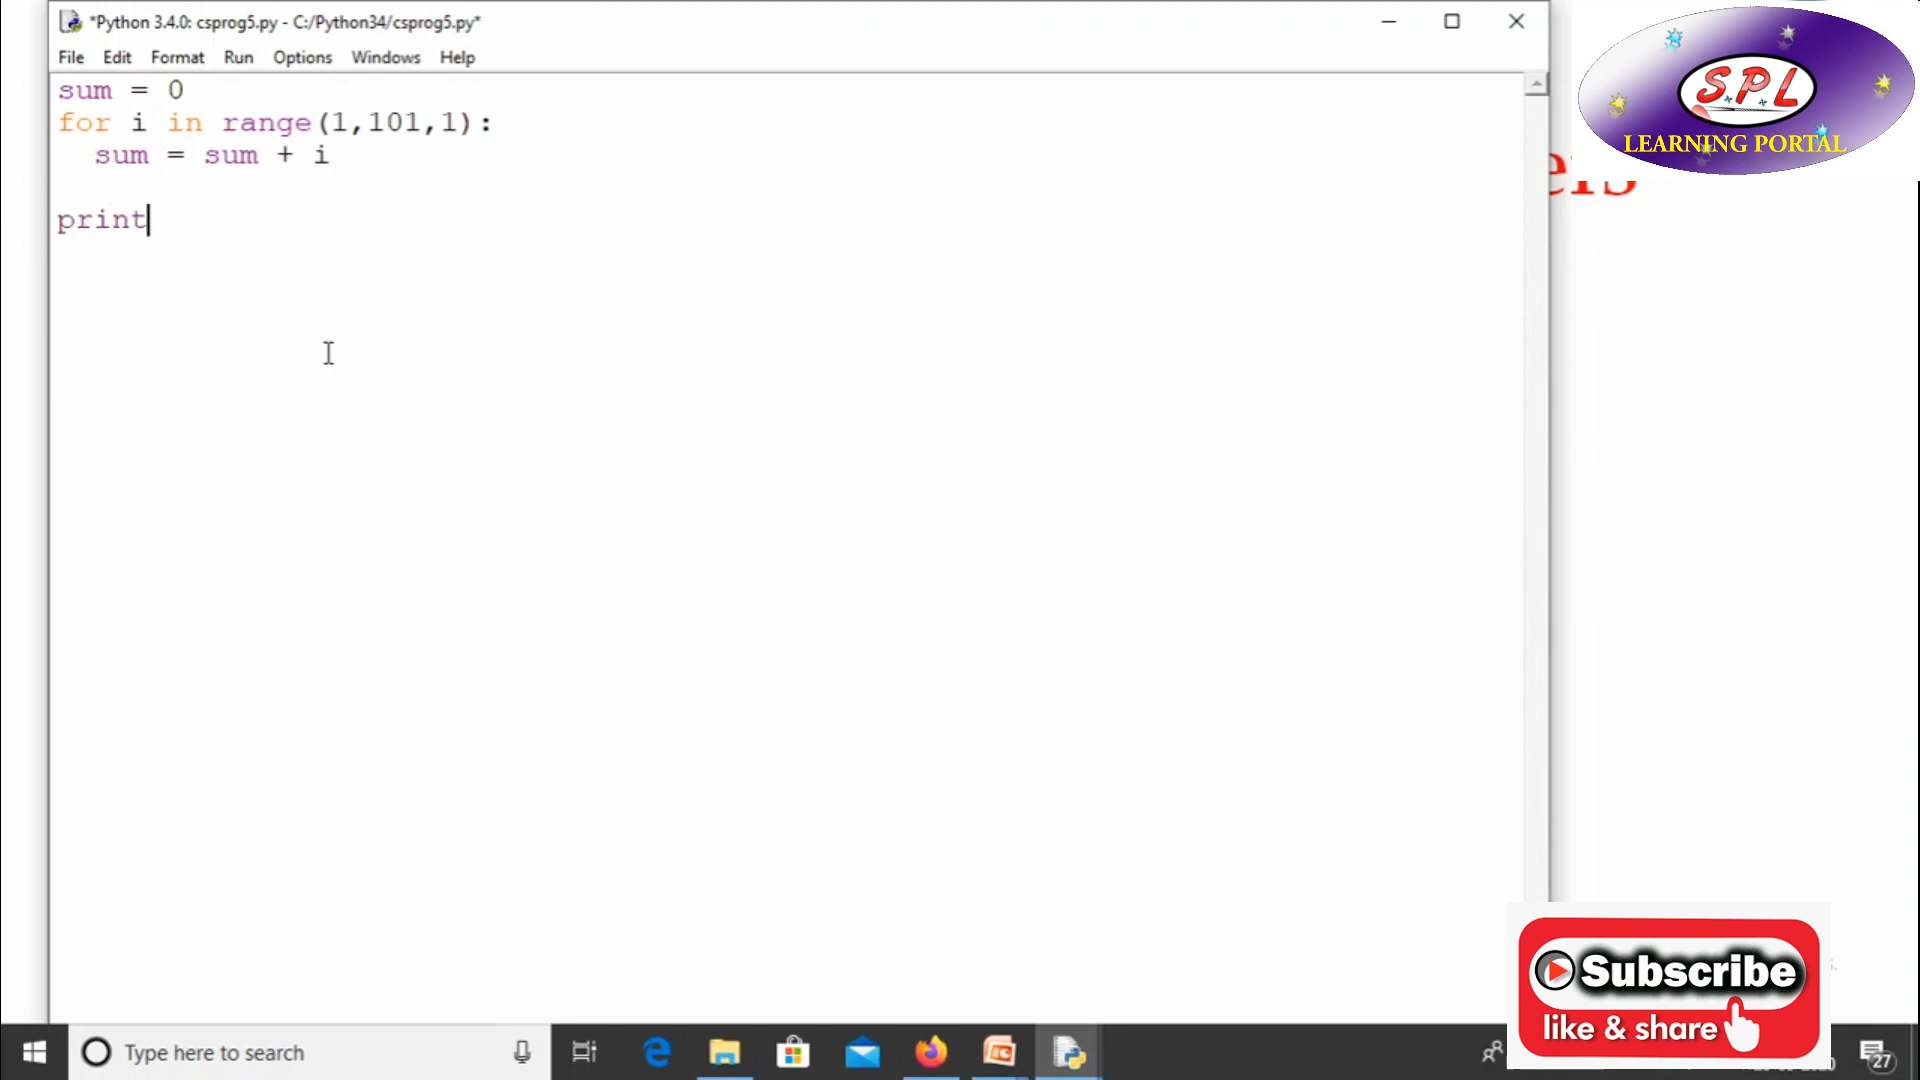 *Python 3.4.0: csprog5.py - C:/Python34/csprog5.py*
File Edit Format Run Options Windows Help
sum = 0
for i in range(1,101,1):
  sum = sum + i
print
S.P.L
LEARNING PORTAL
ers
Subscribe
like & share
Type here to search
27